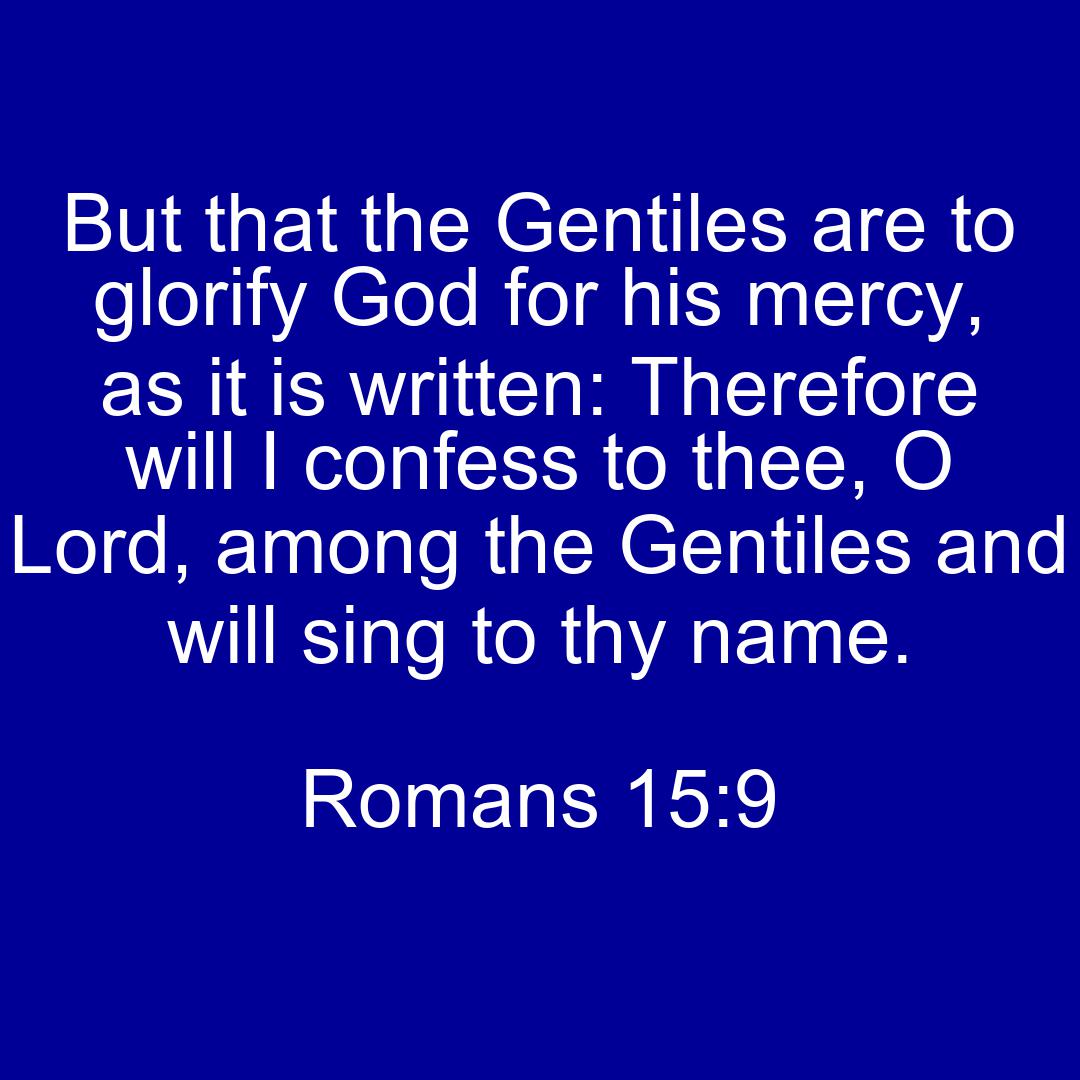 But that the Gentiles are to
glorify God for his mercy,
as it is written: Therefore
will I confess to thee, O
Lord, among the Gentiles and
will sing to thy name.
Romans 15:9